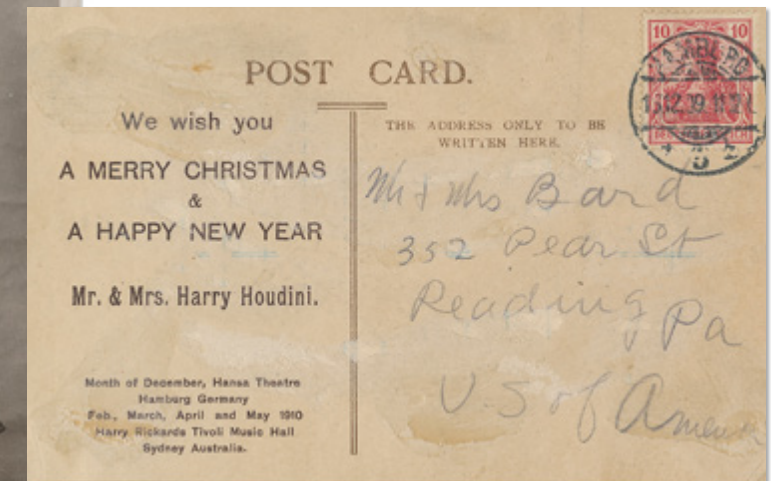 POST CARD.
We wish you
A MERRY CHRISTMAS
&
A HAPPY NEW YEAR
Mr. & Mrs. Harry Houdini.
Month of December, Hansa Theatre
Hamburg Germany
Feb., March, April and May 1910
Harry Rickards Tivoli Music Hall
Sydney Australia.
THE ADDRESS ONLY TO BE
WRITTEN HERE.
Mr & Mrs Bard
352 Pear St
Reading Pa
U.S of America
10 10
HAMBURG
5